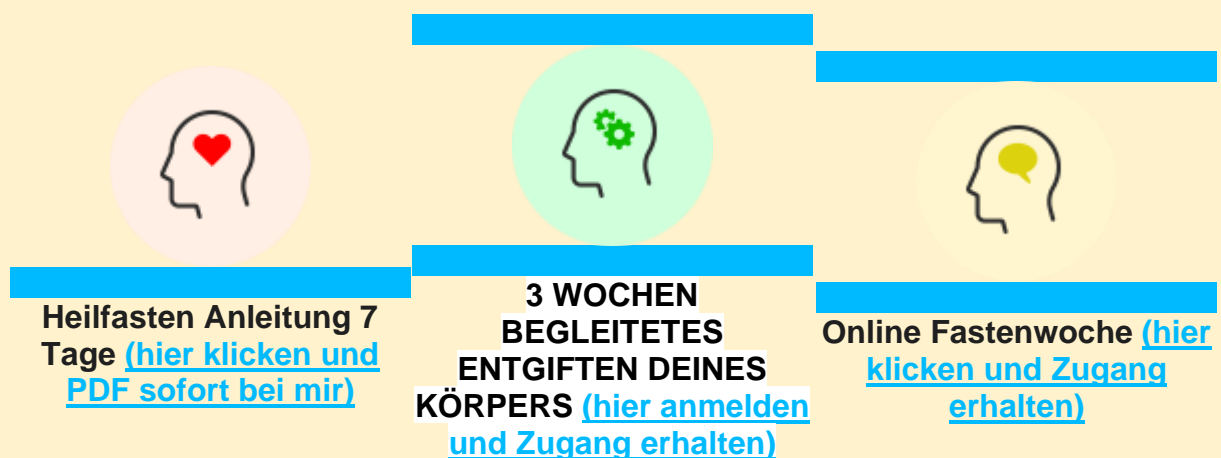 Heilfasten Anleitung 7
Tage (hier klicken und
PDF sofort bei mir)
3 WOCHEN
BEGLEITETES
ENTGIFTEN DEINES
KÖRPERS (hier anmelden
und Zugang erhalten)
Online Fastenwoche (hier
klicken und Zugang
erhalten)